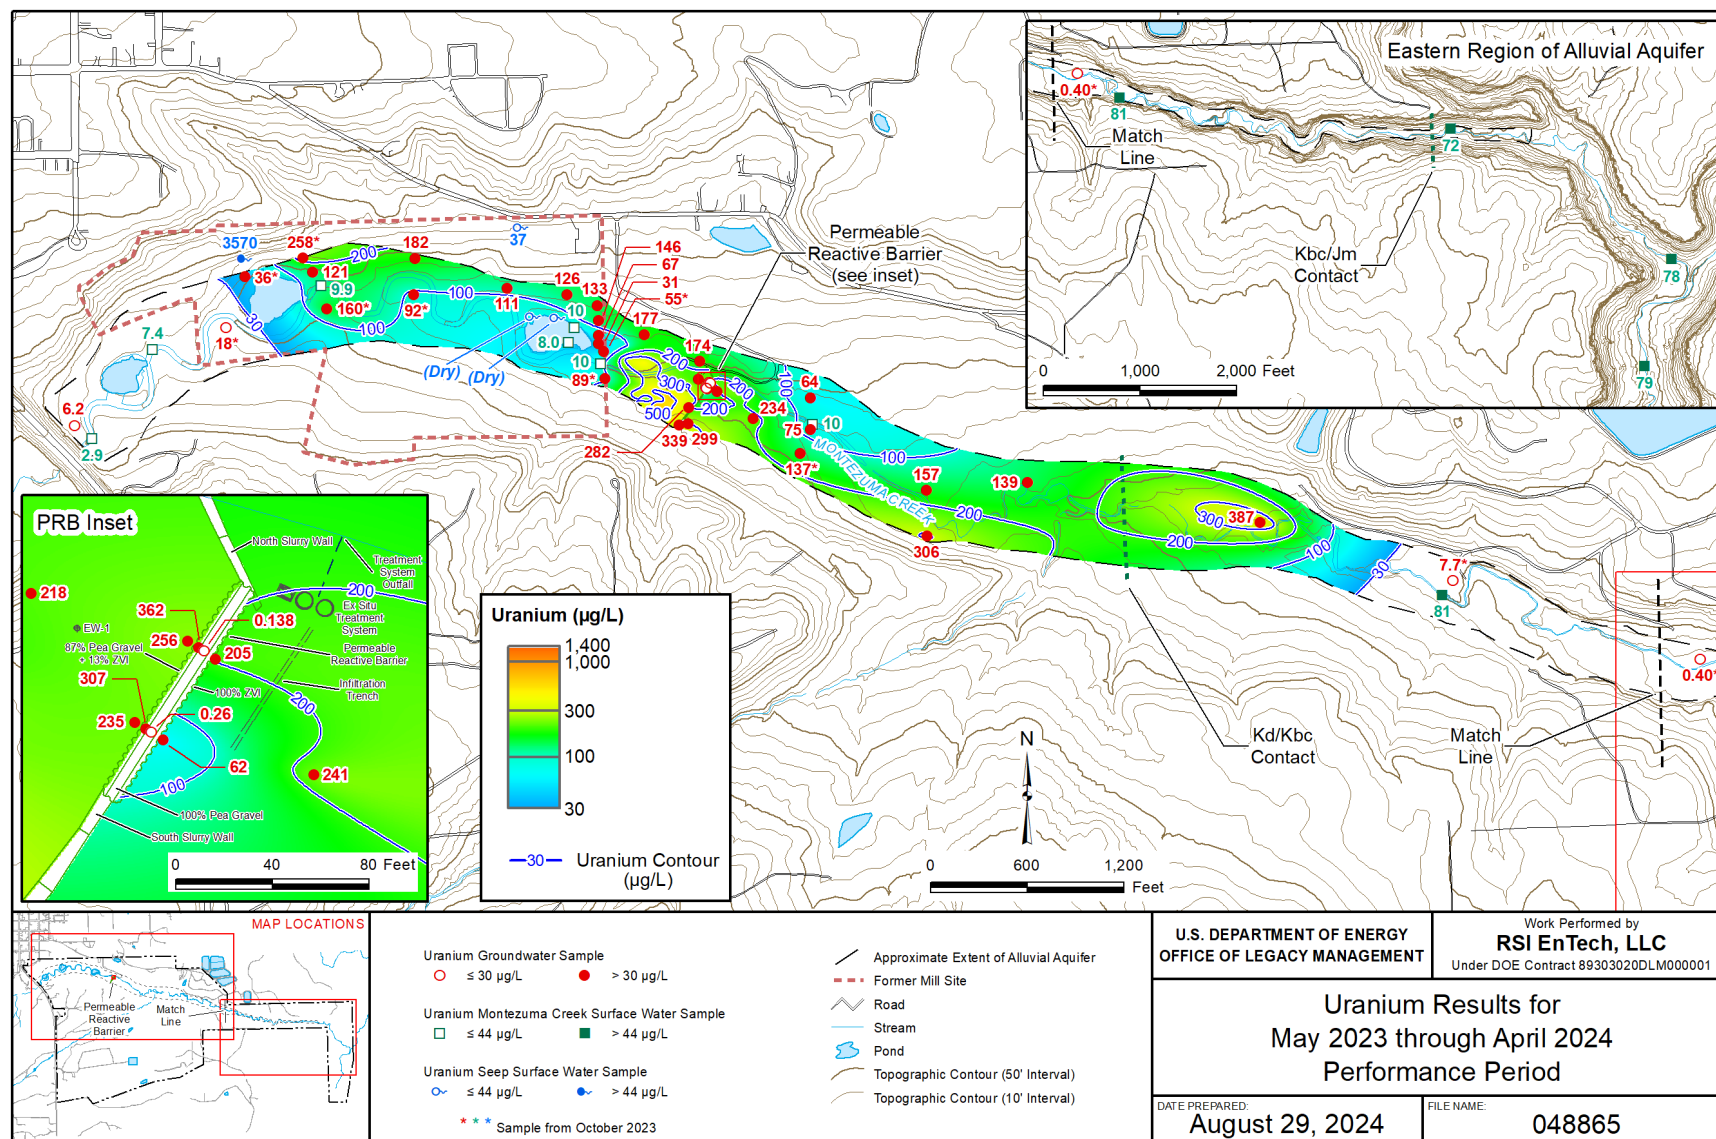 Eastern Region of Alluvial Aquifer
0.40*
81
Match
Line
72
Kbc/Jm
Contact
78
79
0
1,000
2,000 Feet
Permeable
Reactive Barrier
(see inset)
3570
258*
182
37
146
67
31
55*
200
36*
121
9.9
160*
92*
100
111
126
133
10
177
30
18*
100
8.0
10
(Dry)
(Dry)
89*
7.4
6.2
2.9
174
200
300*
200
500
200
100
64
234
75
10
282
339
299
137*
100
MONTEZUMA CREEK
157
139
200
306
300
387
200
100
30
7.7*
81
0.40*
Kd/Kbc
Contact
Match
Line
N
0
600
1,200
Feet
PRB Inset
North Slurry Wall
Treatment
System
Outfall
200
218
362
0.138
Ex Situ
Treatment
System
EW-1
256
87% Pea Gravel
+ 13% ZVI
205
Permeable
Reactive Barrier
307
100% ZVI
Infiltration
Trench
200
235
0.26
62
241
100
100% Pea Gravel
South Slurry Wall
0
40
80 Feet
Uranium (µg/L)
1,400
1,000
300
100
30
30
Uranium Contour
(µg/L)
MAP LOCATIONS
Permeable
Reactive
Barrier
Match
Line
Uranium Groundwater Sample
≤ 30 µg/L
> 30 µg/L
Uranium Montezuma Creek Surface Water Sample
≤ 44 µg/L
> 44 µg/L
Uranium Seep Surface Water Sample
≤ 44 µg/L
> 44 µg/L
* * * Sample from October 2023
Approximate Extent of Alluvial Aquifer
Former Mill Site
Road
Stream
Pond
Topographic Contour (50' Interval)
Topographic Contour (10' Interval)
U.S. DEPARTMENT OF ENERGY
OFFICE OF LEGACY MANAGEMENT
Work Performed by
RSI EnTech, LLC
Under DOE Contract 89303020DLM000001
Uranium Results for
May 2023 through April 2024
Performance Period
DATE PREPARED:
August 29, 2024
FILE NAME:
048865